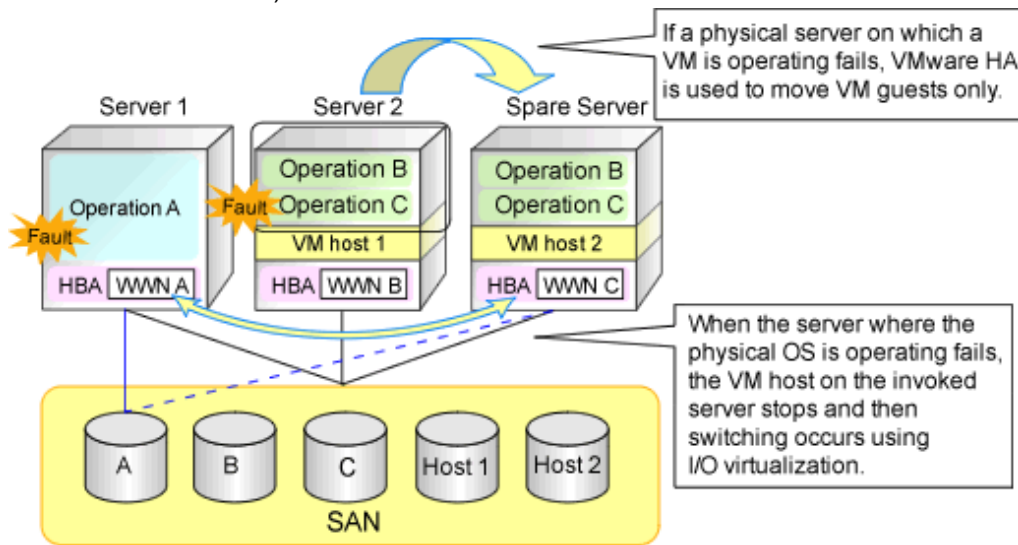 If a physical server on which a
VM is operating fails, VMware HA
is used to move VM guests only.
Server 1
Server 2
Spare Server
Operation A
Fault
HBA
WWN A
Fault
Operation B
Operation C
VM host 1
HBA
WWN B
Operation B
Operation C
VM host 2
HBA
WWN C
When the server where the
physical OS is operating fails,
the VM host on the invoked
server stops and then
switching occurs using
I/O virtualization.
A
B
C
Host 1
Host 2
SAN